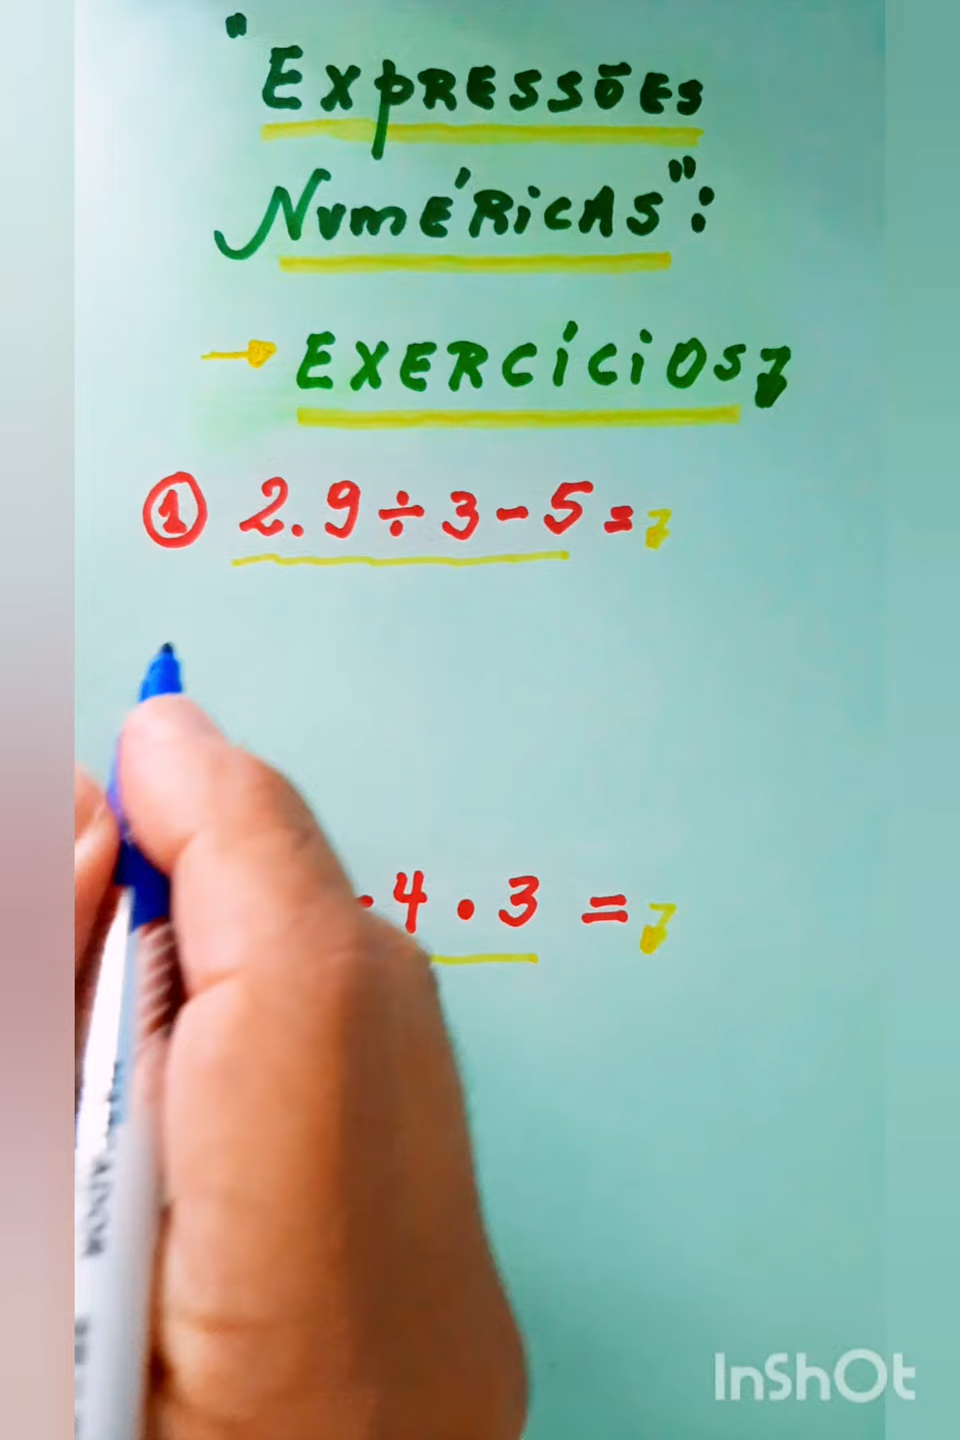 "Expressões
Numéricas":
→ EXERCÍCIOS
① 2.9÷3-5=
4·3=
InShOt